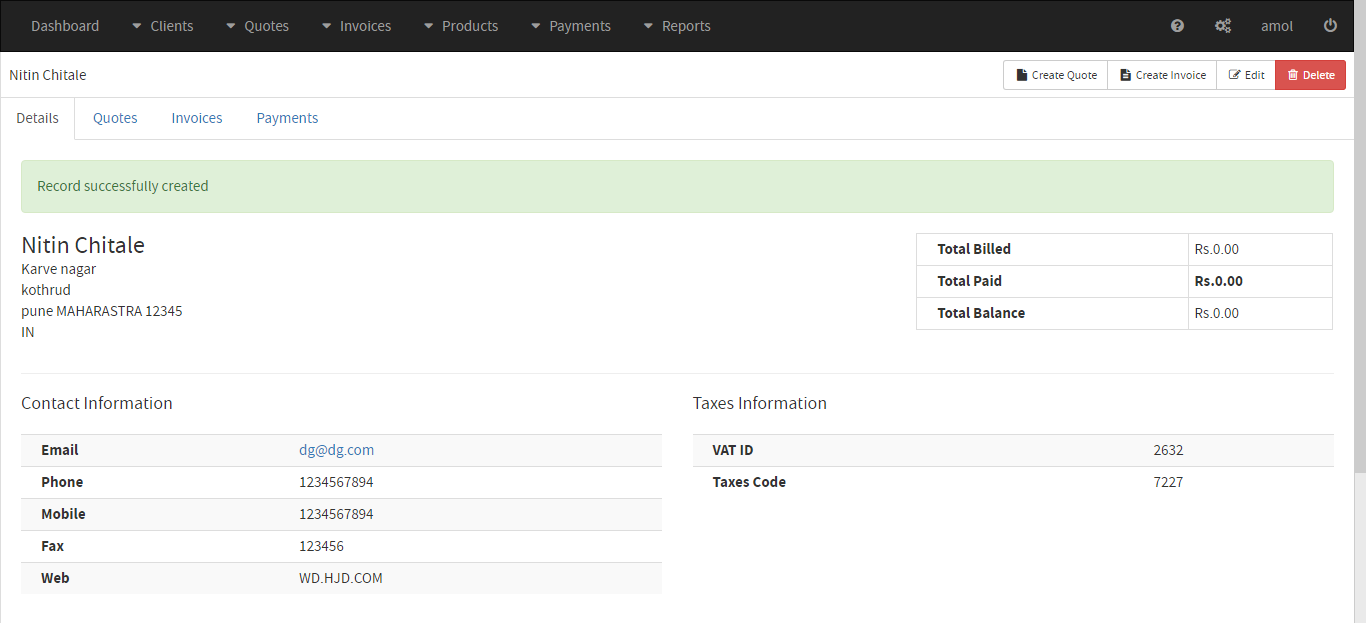 Dashboard Clients Quotes Invoices Products Payments Reports amol
Nitin Chitale Create Quote Create Invoice Edit Delete
Details Quotes Invoices Payments
Record successfully created
Nitin Chitale
Karve nagar
kothrud
pune MAHARASTRA 12345
IN
Total Billed Rs.0.00
Total Paid Rs.0.00
Total Balance Rs.0.00
Contact Information
Email dg@dg.com
Phone 1234567894
Mobile 1234567894
Fax 123456
Web WD.HJD.COM
Taxes Information
VAT ID 2632
Taxes Code 7227